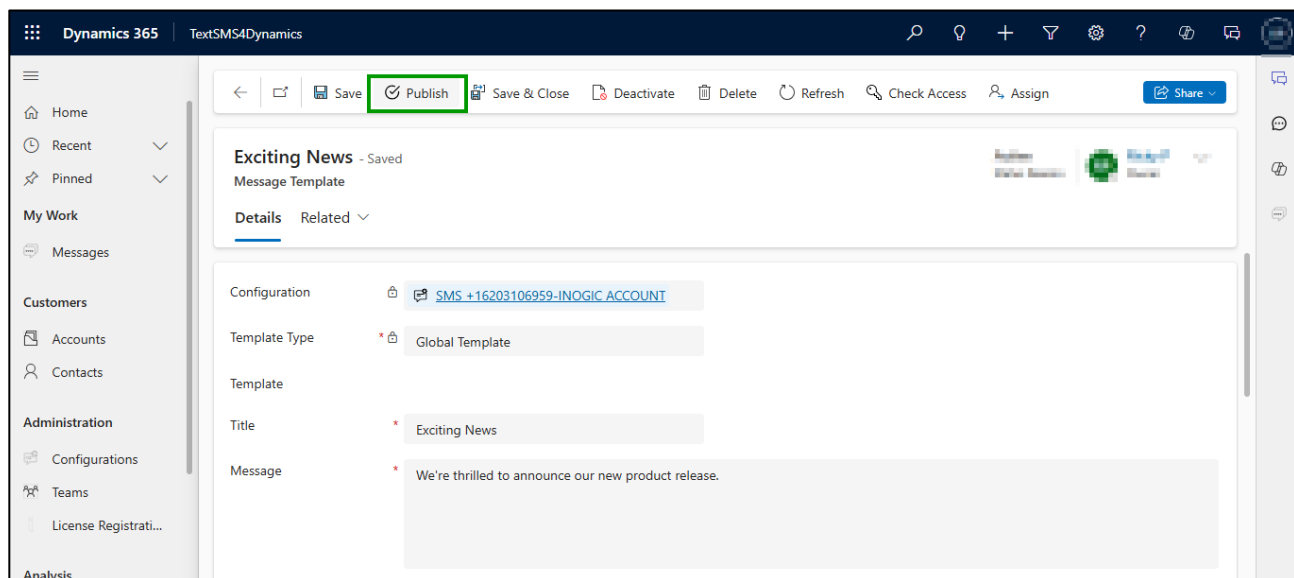 Dynamics 365 TextSMS4Dynamics
Save Publish Save & Close Deactivate Delete Refresh Check Access Assign Share
Home
Recent
Pinned
My Work
Messages
Customers
Accounts
Contacts
Administration
Configurations
Teams
License Registrati...
Analysis
Exciting News - Saved
Message Template
Details Related
Configuration SMS +16203106959-INOGIC ACCOUNT
Template Type * Global Template
Template
Title * Exciting News
Message * We're thrilled to announce our new product release.